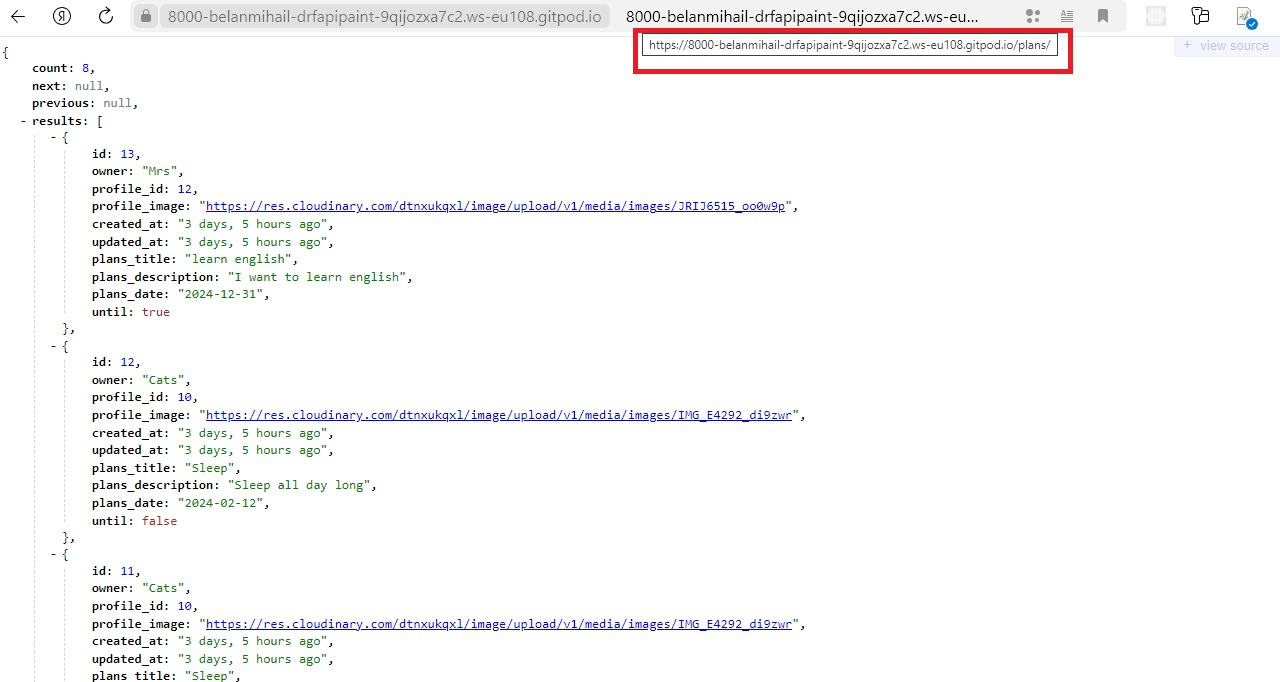 8000-belanmihail-drfapipaint-9qijozxa7c2.ws-eu108.gitpod.io 8000-belanmihail-drfapipaint-9qijozxa7c2.ws-eu...
https://8000-belanmihail-drfapipaint-9qijozxa7c2.ws-eu108.gitpod.io/plans/
+ view source
{
count: 8,
next: null,
previous: null,
- results: [
- {
id: 13,
owner: "Mrs",
profile_id: 12,
profile_image: "https://res.cloudinary.com/dtnxukqxl/image/upload/v1/media/images/JRIJ6515_oo0w9p",
created_at: "3 days, 5 hours ago",
updated_at: "3 days, 5 hours ago",
plans_title: "learn english",
plans_description: "I want to learn english",
plans_date: "2024-12-31",
until: true
},
- {
id: 12,
owner: "Cats",
profile_id: 10,
profile_image: "https://res.cloudinary.com/dtnxukqxl/image/upload/v1/media/images/IMG_E4292_di9zwr",
created_at: "3 days, 5 hours ago",
updated_at: "3 days, 5 hours ago",
plans_title: "Sleep",
plans_description: "Sleep all day long",
plans_date: "2024-02-12",
until: false
},
- {
id: 11,
owner: "Cats",
profile_id: 10,
profile_image: "https://res.cloudinary.com/dtnxukqxl/image/upload/v1/media/images/IMG_E4292_di9zwr",
created_at: "3 days, 5 hours ago",
updated_at: "3 days, 5 hours ago",
plans_title: "Sleep",